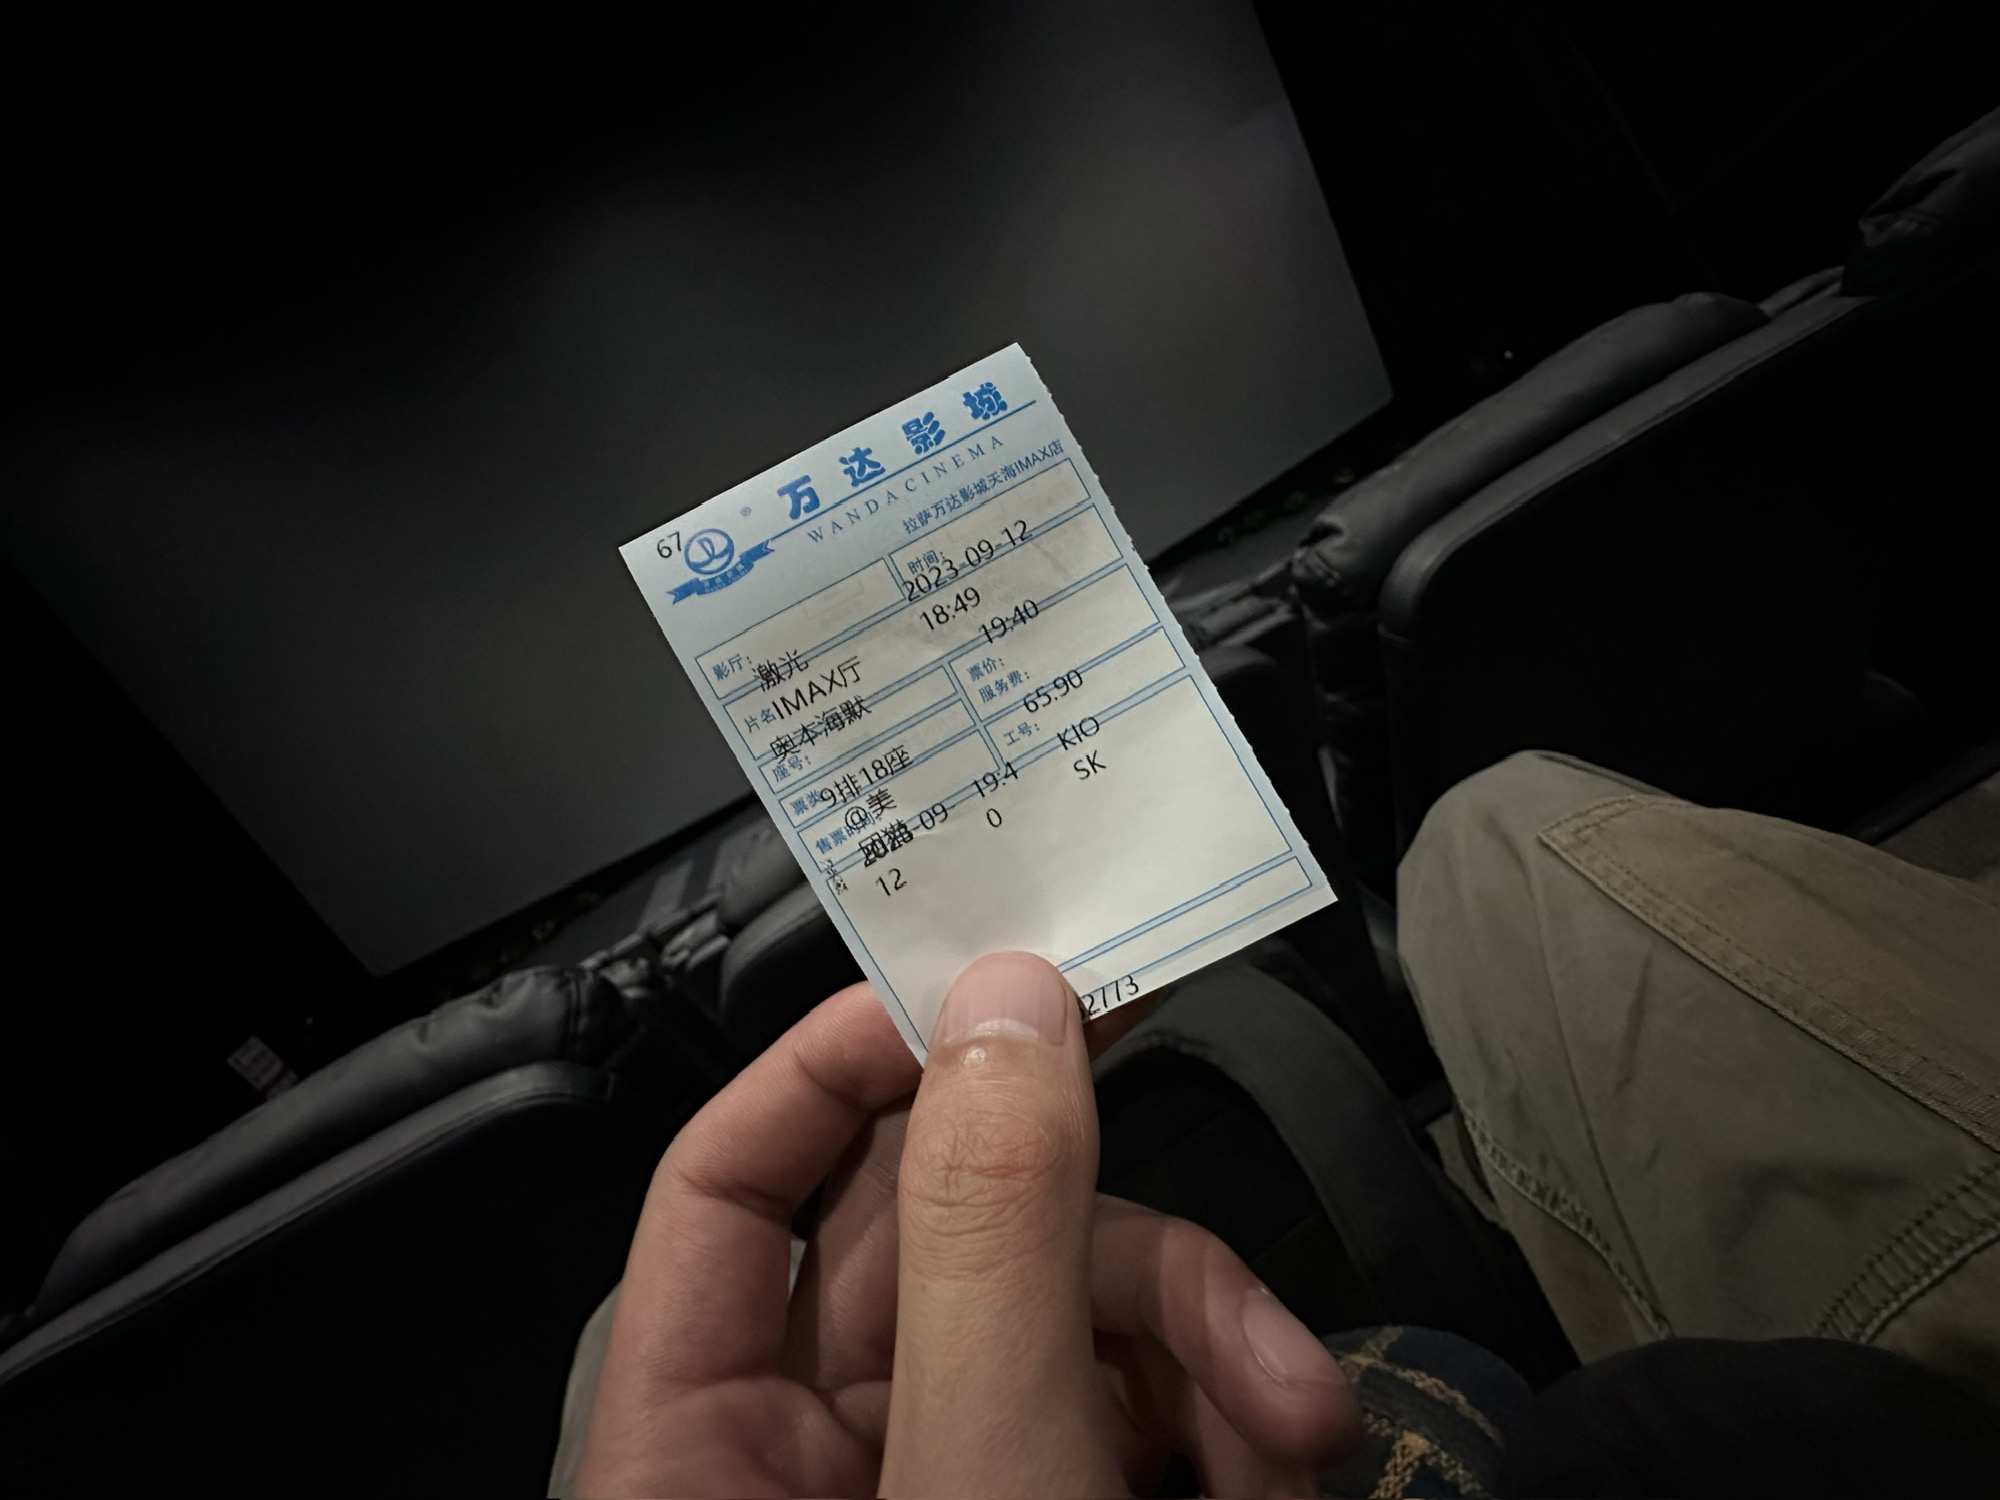 67
万达影城
WANDA CINEMA
拉萨万达影城天海IMAX店
时间:
2023-09-12
18:49
19:40
影厅:
激光
IMAX厅
片名
奥本海默
票价:
65.90
服务费:
座号:
9排18座
工号:
KIO
SK
票类
@美
售票时间
-09-
19:4
0
12
2773